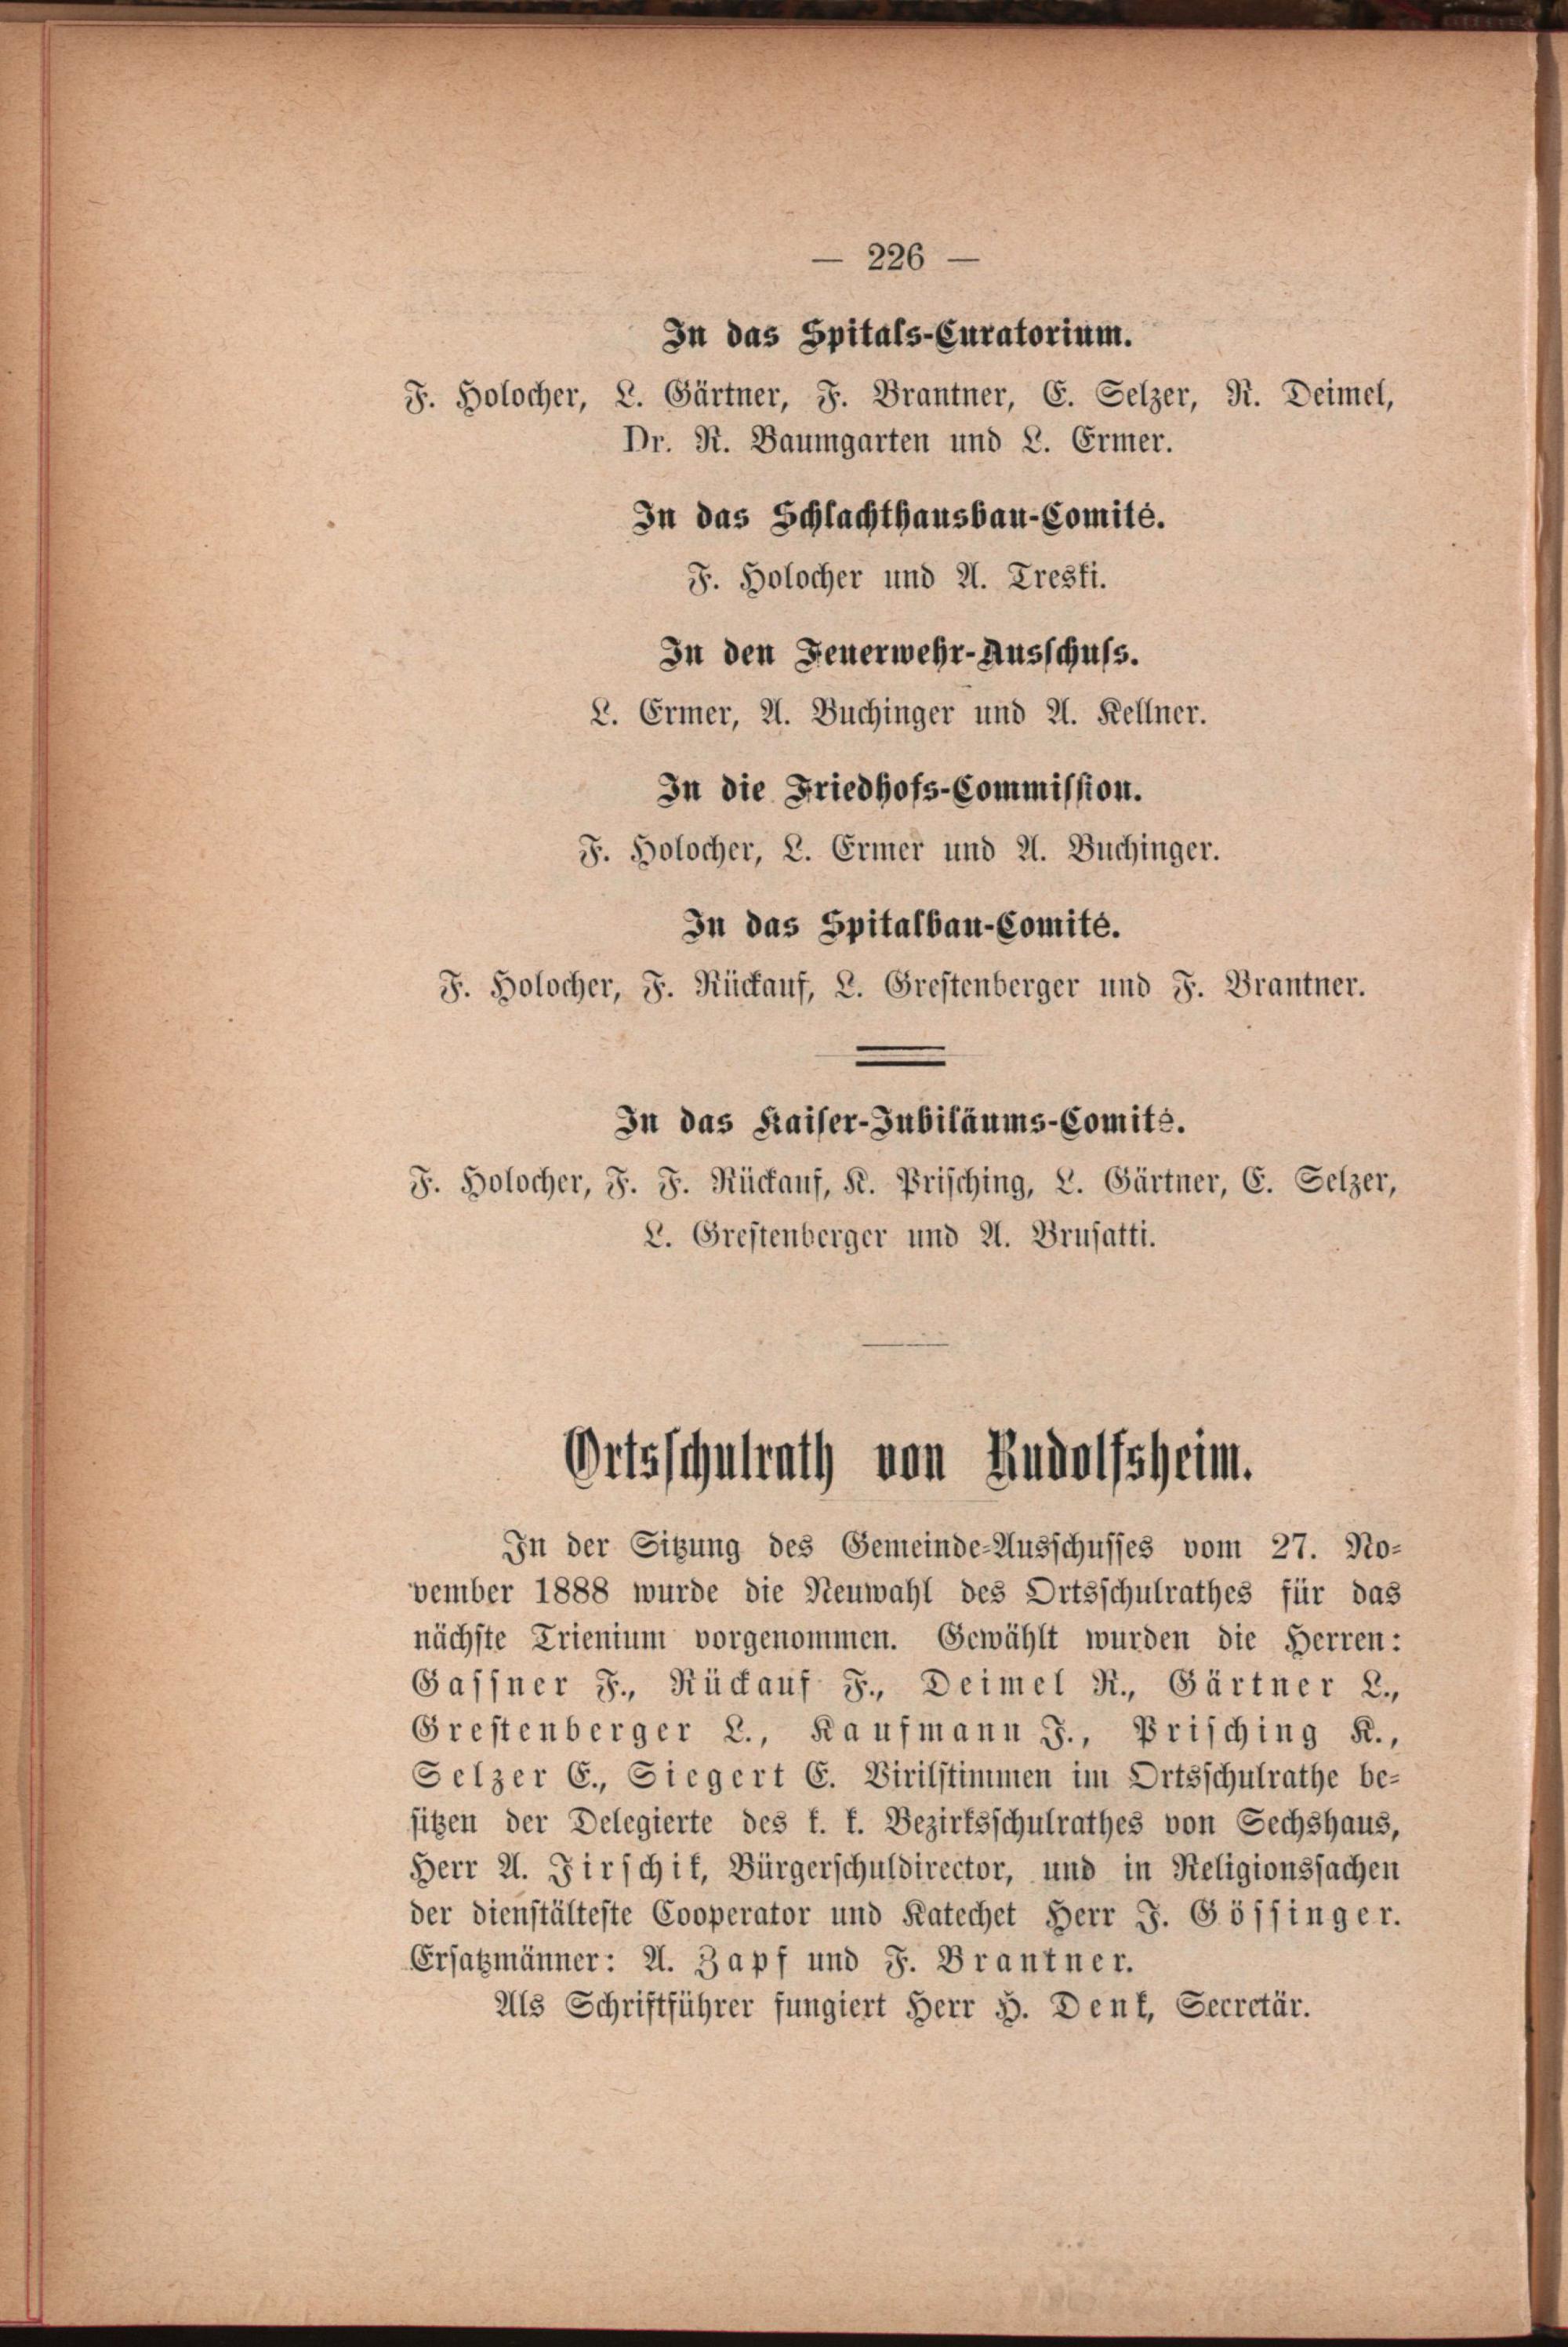 — 226 —
In das Spitals-Curatorium.
F. Holocher, L. Gärtner, F. Brantner, E. Selzer, R. Deimel,
Dr. R. Baumgarten und L. Ermer.
In das Schlachthausbau-Comité.
F. Holocher und A. Treski.
In den Feuerwehr-Ausschuss.
L. Ermer, A. Buchinger und A. Kellner.
In die Friedhofs-Commission.
F. Holocher, L. Ermer und A. Buchinger.
In das Spitalbau-Comité.
F. Holocher, F. Rückauf, L. Grestenberger und F. Brantner.
In das Kaiser-Jubiläums-Comité.
F. Holocher, F. F. Rückauf, K. Prisching, L. Gärtner, E. Selzer,
L. Grestenberger und A. Brusatti.
Ortsschulrath von Rudolfsheim.
In der Sitzung des Gemeinde-Ausschusses vom 27. No-
vember 1888 wurde die Neuwahl des Ortsschulrathes für das
nächste Trienium vorgenommen. Gewählt wurden die Herren:
Gassner F., Rückauf F., Deimel R., Gärtner L.,
Grestenberger L., Kaufmann J., Prisching K.,
Selzer E., Siegert E. Virilstimmen im Ortsschulrathe be-
sitzen der Delegierte des k. k. Bezirksschulrathes von Sechshaus,
Herr A. Jirschik, Bürgerschuldirector, und in Religionssachen
der dienstälteste Cooperator und Katechet Herr J. Gössinger.
Ersatzmänner: A. Zapf und F. Brantner.
Als Schriftführer fungiert Herr H. Denk, Secretär.